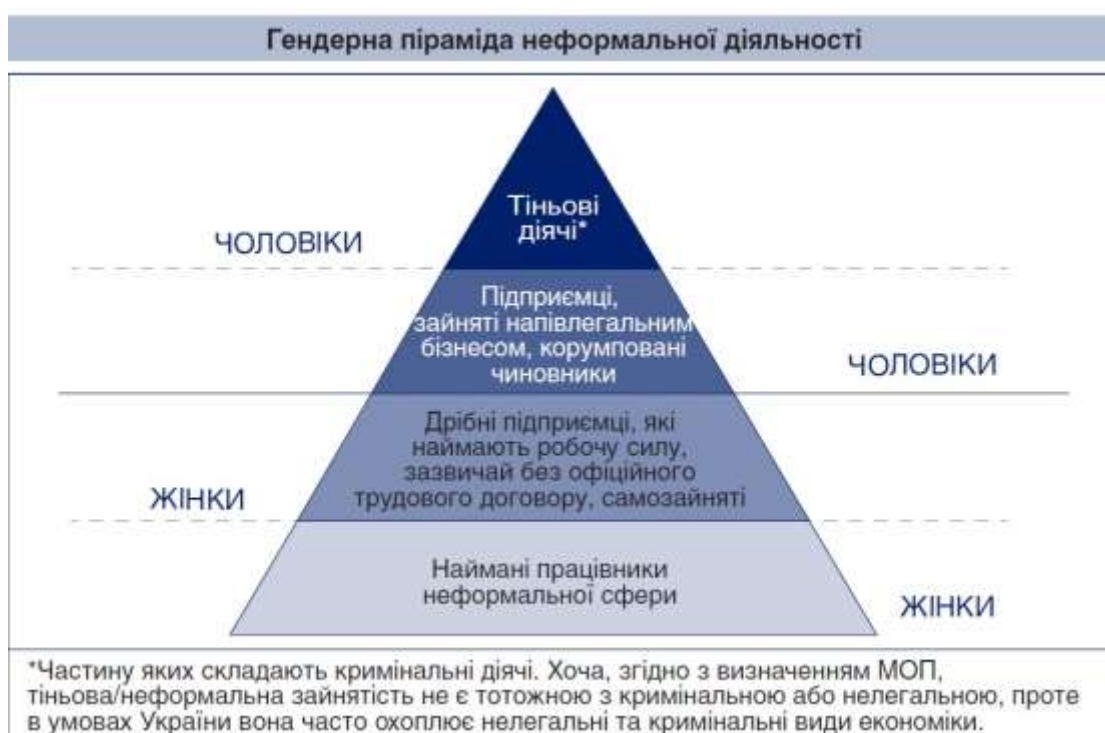 Гендерна піраміда неформальної діяльності
Тіньові
діячі*
ЧОЛОВІКИ
Підприємці,
зайняті напівлегальним
бізнесом, корумповані
чиновники
ЧОЛОВІКИ
Дрібні підприємці, які
наймають робочу силу,
зазвичай без офіційного
трудового договору, самозайняті
ЖІНКИ
Наймані працівники
неформальної сфери
ЖІНКИ
*Частину яких складають кримінальні діячі. Хоча, згідно з визначенням МОП,
тіньова/неформальна зайнятість не є тотожною з кримінальною або нелегальною, проте
в умовах України вона часто охоплює нелегальні та кримінальні види економіки.